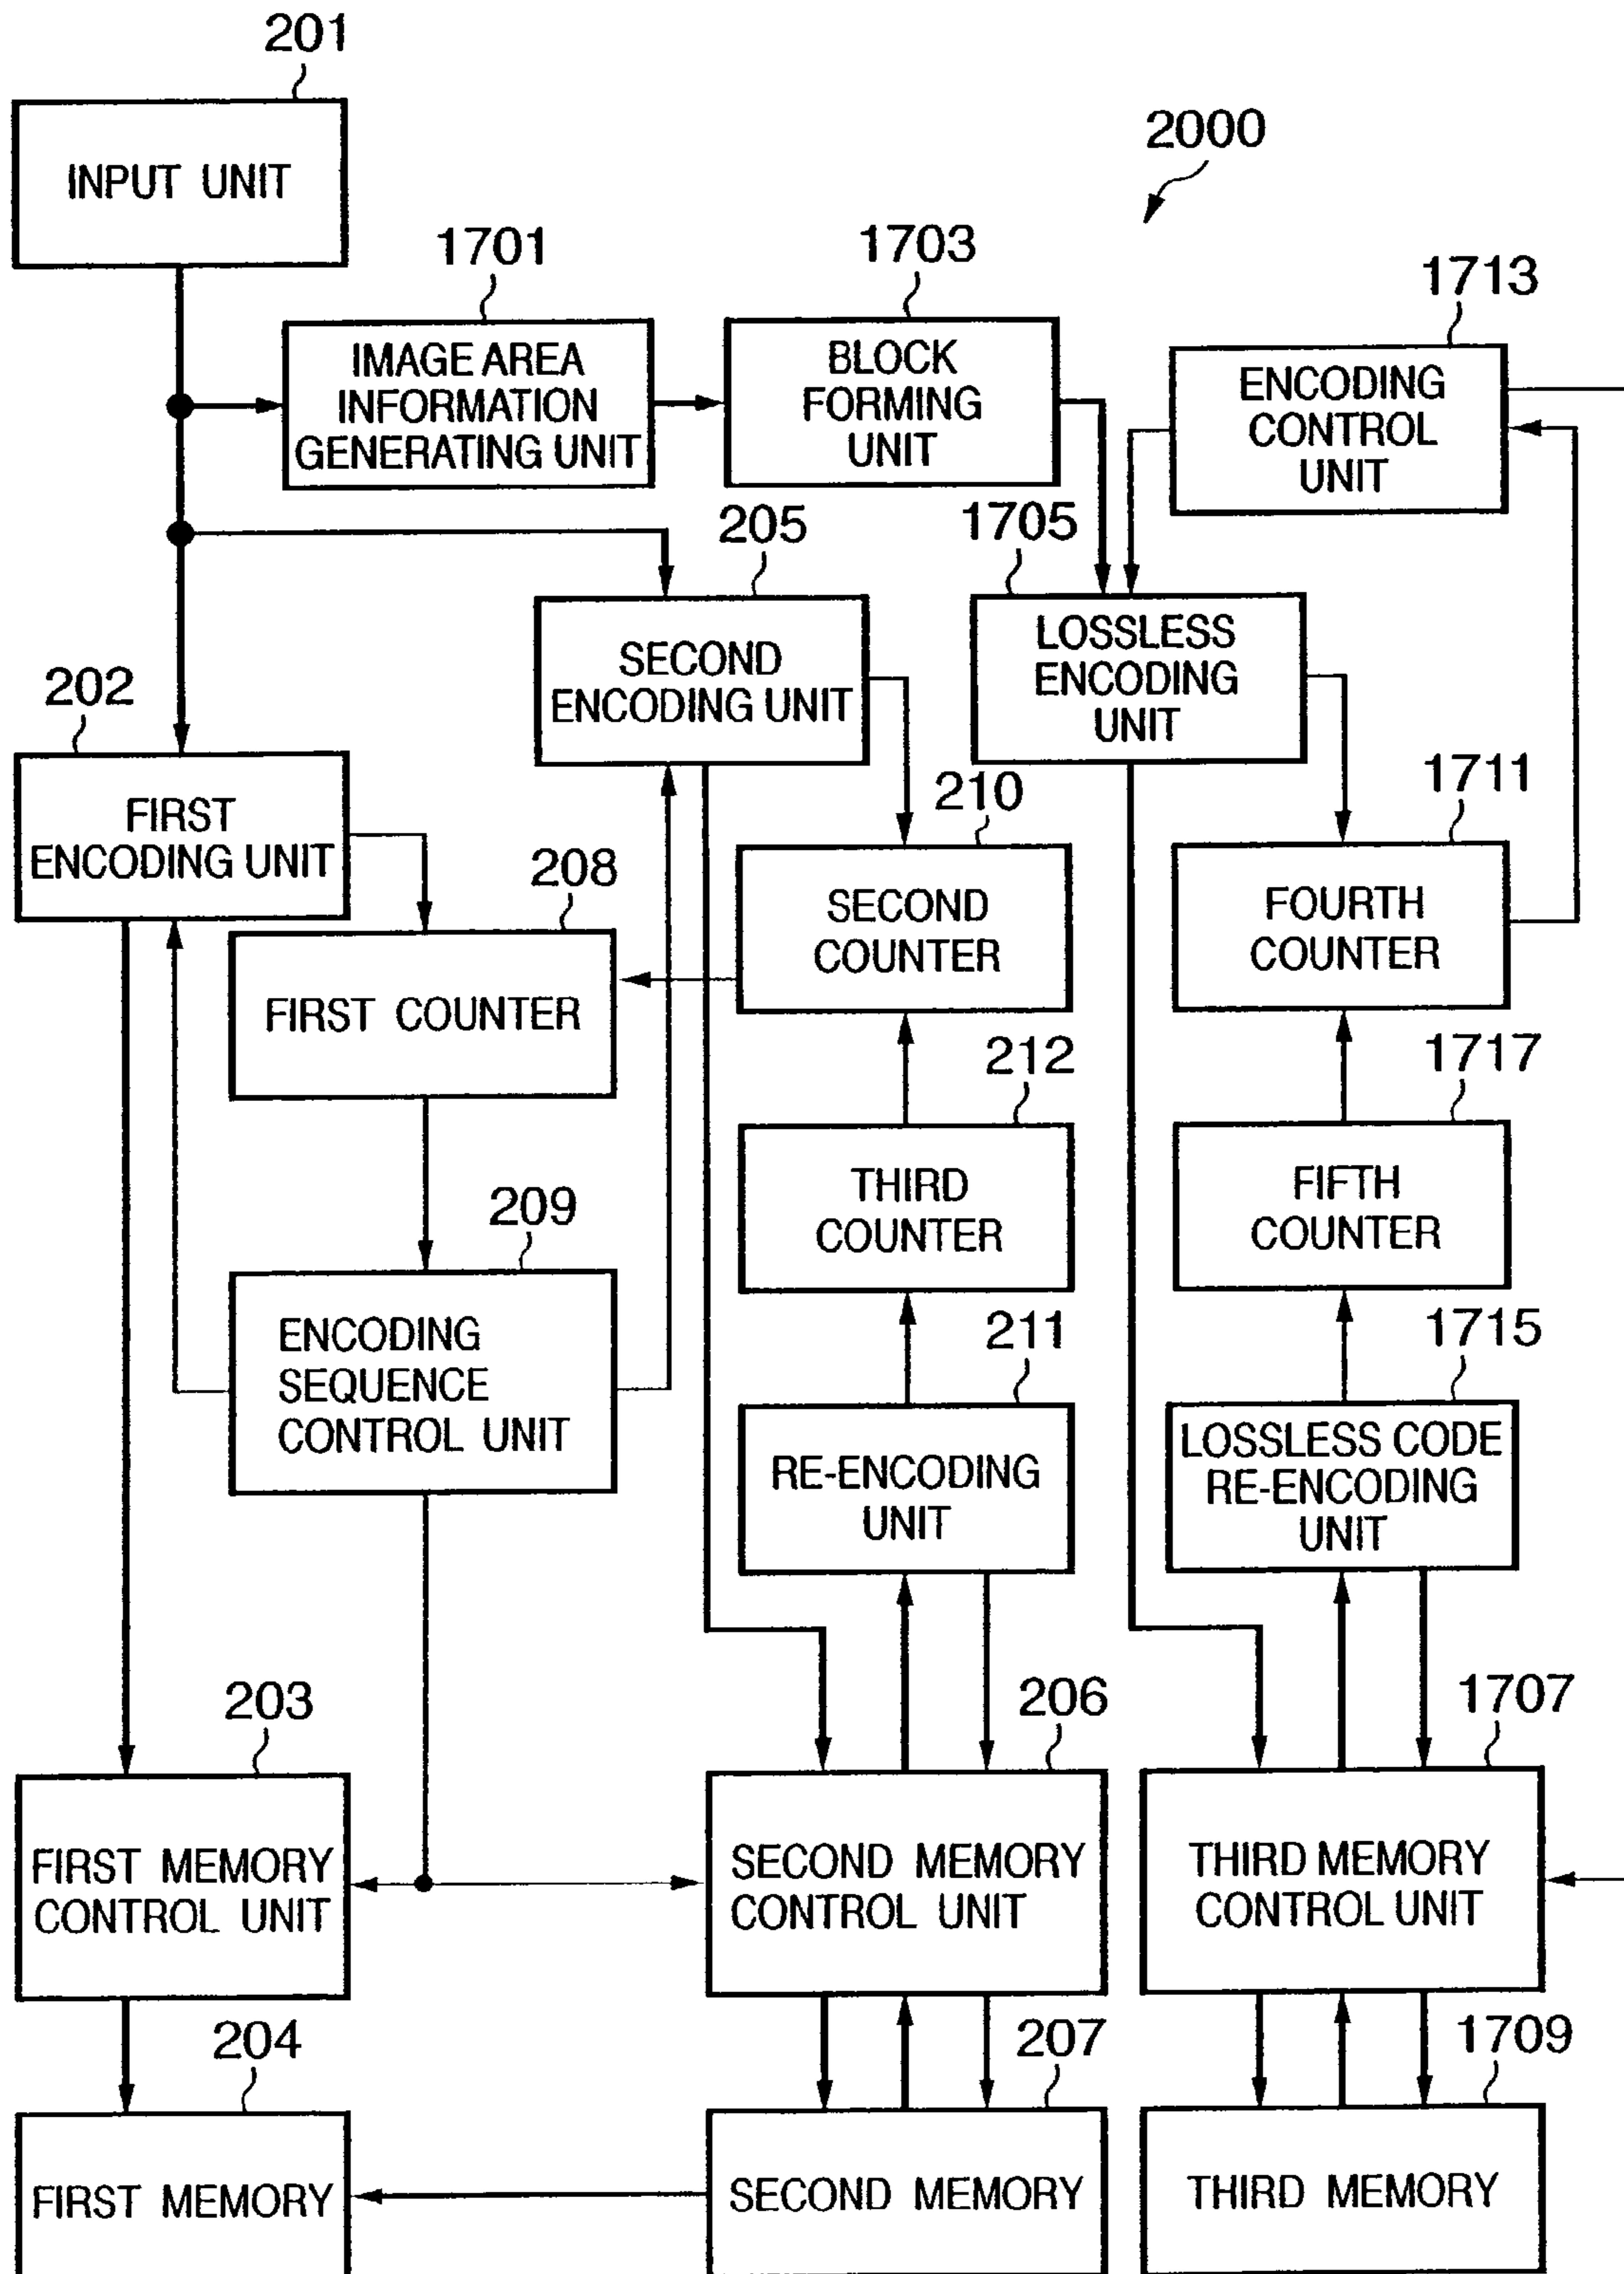 201
INPUT UNIT
2000
1701
IMAGE AREA
INFORMATION
GENERATING UNIT
1703
BLOCK
FORMING
UNIT
1713
ENCODING
CONTROL
UNIT
205
SECOND
ENCODING UNIT
1705
LOSSLESS
ENCODING
UNIT
202
FIRST
ENCODING UNIT
208
FIRST COUNTER
210
SECOND
COUNTER
1711
FOURTH
COUNTER
212
THIRD
COUNTER
1717
FIFTH
COUNTER
209
ENCODING
SEQUENCE
CONTROL UNIT
211
RE-ENCODING
UNIT
1715
LOSSLESS CODE
RE-ENCODING
UNIT
203
FIRST MEMORY
CONTROL UNIT
206
SECOND MEMORY
CONTROL UNIT
1707
THIRD MEMORY
CONTROL UNIT
204
FIRST MEMORY
207
SECOND MEMORY
1709
THIRD MEMORY